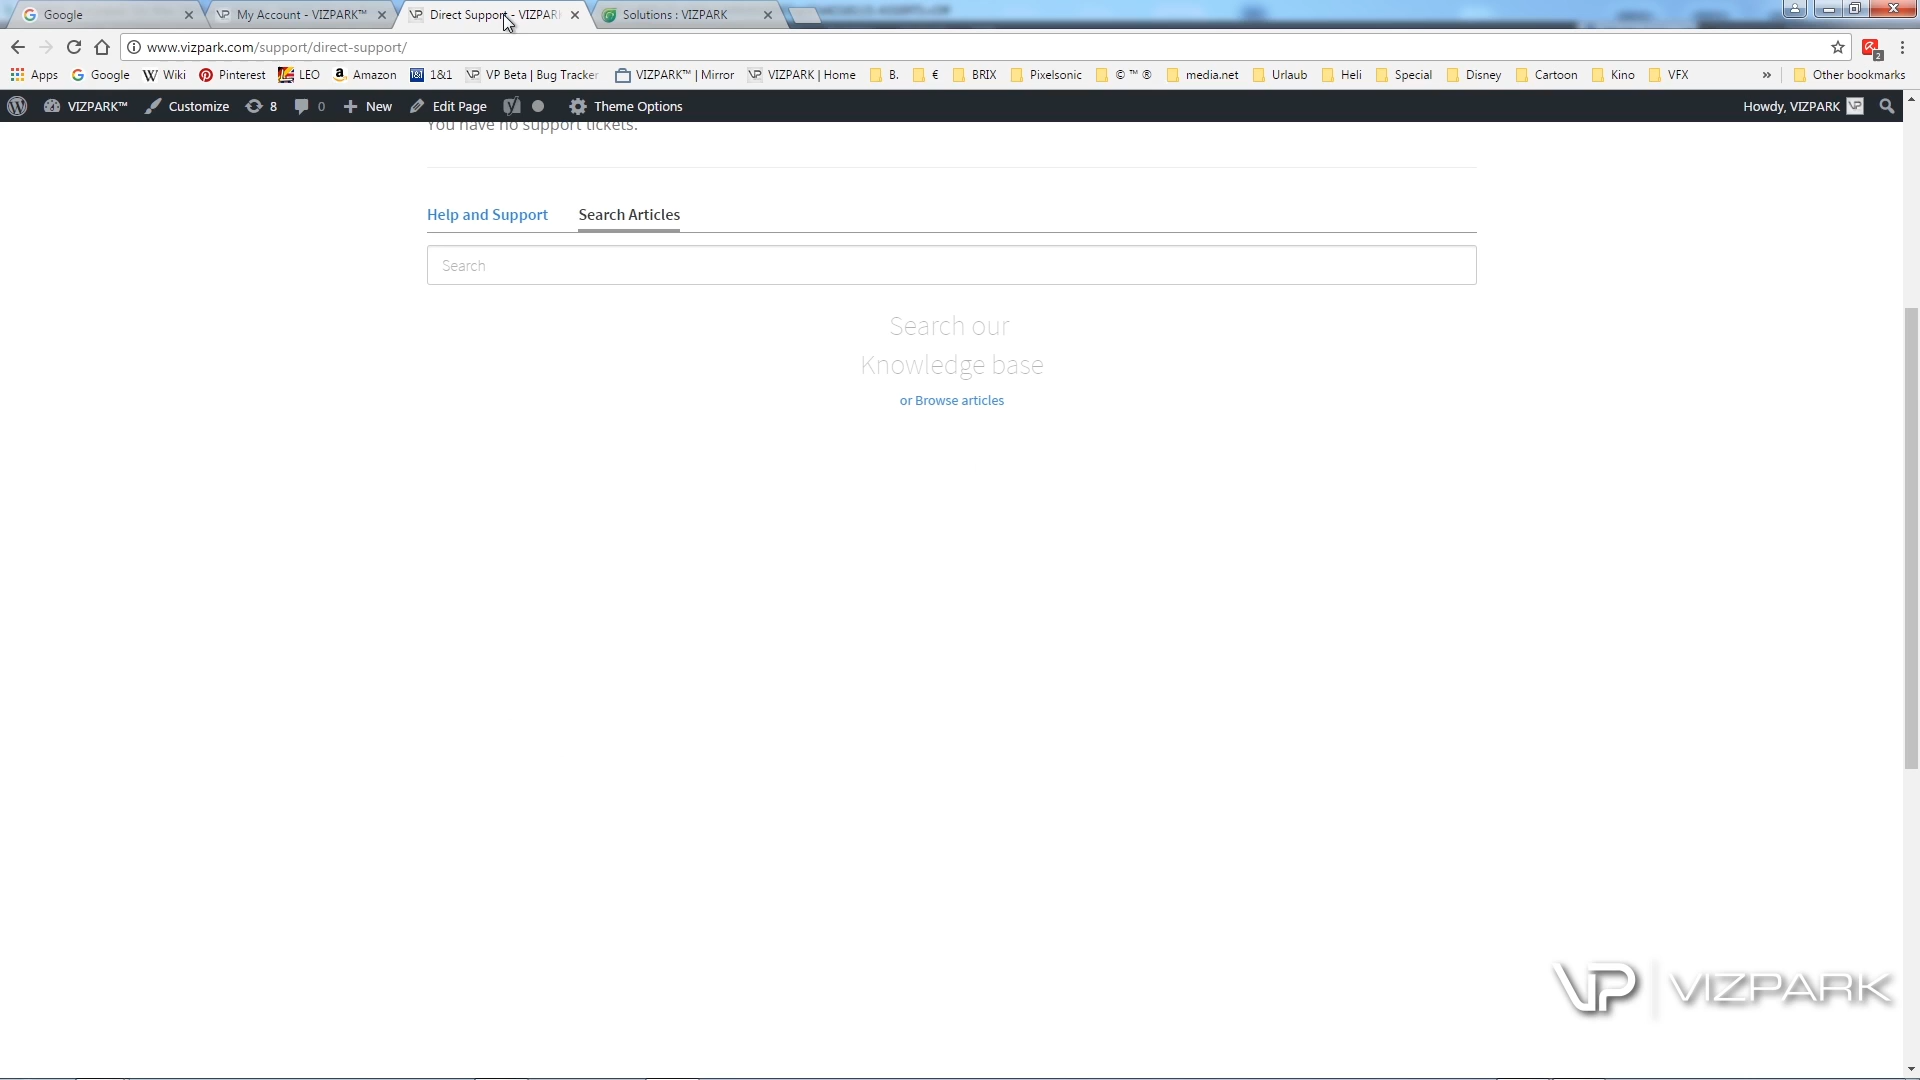 Google
My Account - VIZPARK™
Direct Support - VIZPAR
Solutions : VIZPARK
www.vizpark.com/support/direct-support/
2
Apps
Google
Wiki
Pinterest
LEO
Amazon
1&1
VP Beta | Bug Tracker
VIZPARK™ | Mirror
VIZPARK | Home
B.
€
BRIX
Pixelsonic
© ™ ®
media.net
Urlaub
Heli
Special
Disney
Cartoon
Kino
VFX
»
Other bookmarks
VIZPARK™
Customize
8
0
New
Edit Page
Theme Options
Howdy, VIZPARK
You have no support tickets.
Help and Support
Search Articles
Search
Search our
Knowledge base
or Browse articles
VP | VIZPARK